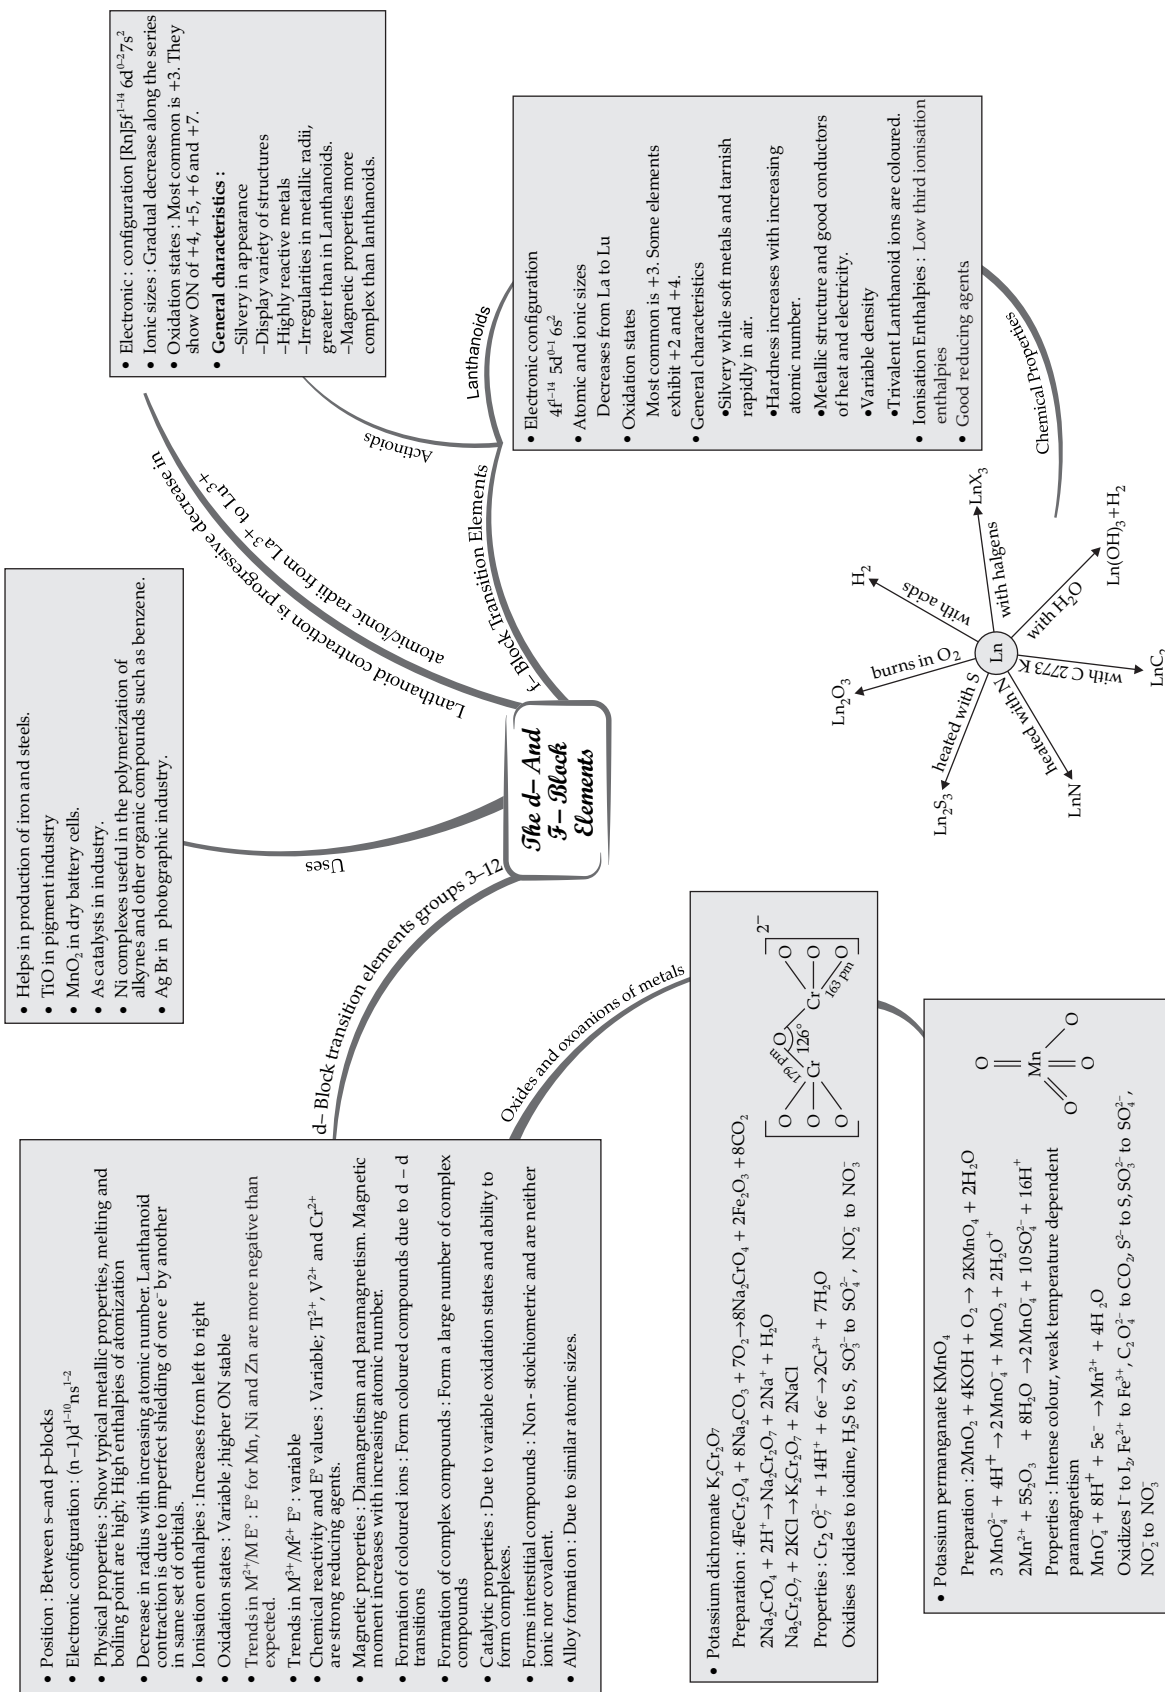 The d– And
F– Block
Elements
d– Block transition elements groups 3–12
• Position : Between s–and p–blocks
• Electronic configuration : (n –1)d¹⁻¹⁰ns¹⁻²
• Physical properties : Show typical metallic properties, melting and
boiling point are high; High enthalpies of atomization
• Decrease in radius with increasing atomic number. Lanthanoid
contraction is due to imperfect shielding of one e⁻ by another
in same set of orbitals.
• Ionisation enthalpies : Increases from left to right
• Oxidation states : Variable ;higher ON stable
• Trends in M²⁺/M E° : E° for Mn, Ni and Zn are more negative than
expected.
• Trends in M³⁺/M²⁺ E° : variable
• Chemical reactivity and E° values : Variable; Ti²⁺, V²⁺ and Cr²⁺
are strong reducing agents.
• Magnetic properties : Diamagnetism and paramagnetism. Magnetic
moment increases with increasing atomic number.
• Formation of coloured ions : Form coloured compounds due to d – d
transitions
• Formation of complex compounds : Form a large number of complex
compounds
• Catalytic properties : Due to variable oxidation states and ability to
form complexes.
• Forms interstitial compounds : Non - stoichiometric and are neither
ionic nor covalent.
• Alloy formation : Due to similar atomic sizes.
Oxides and oxoanions of metals
• Potassium dichromate K₂Cr₂O₇
Preparation : 4FeCr₂O₄ + 8Na₂CO₃ + 7O₂→8Na₂CrO₄ + 2Fe₂O₃ +8CO₂
2Na₂CrO₄ + 2H⁺→Na₂Cr₂O₇ + 2Na⁺ + H₂O
Na₂Cr₂O₇ + 2KCl→K₂Cr₂O₇ + 2NaCl
Properties : Cr₂O₇²⁻ + 14H⁺ + 6e⁻→2Cr³⁺ + 7H₂O
Oxidises iodides to iodine, H₂S to S, SO₃²⁻ to SO₄²⁻, NO₂⁻ to NO₃⁻
2–
O O O O
O Cr Cr O
O O
179 pm 126° 163 pm
• Potassium permanganate KMnO₄
Preparation : 2MnO₂ + 4KOH + O₂→ 2KMnO₄ + 2H₂O
3 MnO₄²⁻ + 4H⁺ →2 MnO₄⁻ + MnO₂ + 2H₂O⁺
2Mn²⁺ + 5S₂O₃ + 8H₂O →2 MnO₄⁻ + 10SO₄²⁻ + 16H⁺
Properties : Intense colour, weak temperature dependent
paramagnetism
MnO₄⁻ + 8H⁺ + 5e⁻ →Mn²⁺ + 4H₂O
Oxidizes I⁻ to I₂, Fe²⁺ to Fe³⁺, C₂O₄²⁻ to CO₂, S²⁻ to S, SO₃²⁻ to SO₄²⁻,
NO₂⁻ to NO₃⁻
O
O Mn O
O
Uses
• Helps in production of iron and steels.
• TiO in pigment industry
• MnO₂ in dry battery cells.
• As catalysts in industry.
• Ni complexes useful in the polymerization of
alkynes and other organic compounds such as benzene.
• Ag Br in photographic industry.
Lanthanoid contraction is progressive decrease in
atomic/ionic radii from La³⁺ to Lu³⁺
f– Block Transition Elements
Actinoids
• Electronic : configuration [Rn]5f¹⁻¹⁴ 6d⁰⁻²7s²
• Ionic sizes : Gradual decrease along the series
• Oxidation states : Most common is +3. They
show ON of +4, +5, +6 and +7.
• General characteristics :
–Silvery in appearance
–Display variety of structures
–Highly reactive metals
–Irregularities in metallic radii,
greater than in Lanthanoids.
–Magnetic properties more
complex than lanthanoids.
Lanthanoids
• Electronic configuration
4f¹⁻¹⁴ 5d⁰⁻¹ 6s²
• Atomic and ionic sizes
Decreases from La to Lu
• Oxidation states
Most common is +3. Some elements
exhibit +2 and +4.
• General characteristics
•Silvery while soft metals and tarnish
rapidly in air.
•Hardness increases with increasing
atomic number.
•Metallic structure and good conductors
of heat and electricity.
•Variable density
•Trivalent Lanthanoid ions are coloured.
• Ionisation Enthalpies : Low third ionisation
enthalpies
• Good reducing agents
Chemical Properties
Ln
heated with S
Ln₂S₃
burns in O₂
Ln₂O₃
with acids
H₂
with halgens
LnX₃
with H₂O
Ln(OH)₃+H₂
with C 2773 K
LnC₂
heated with N
LnN